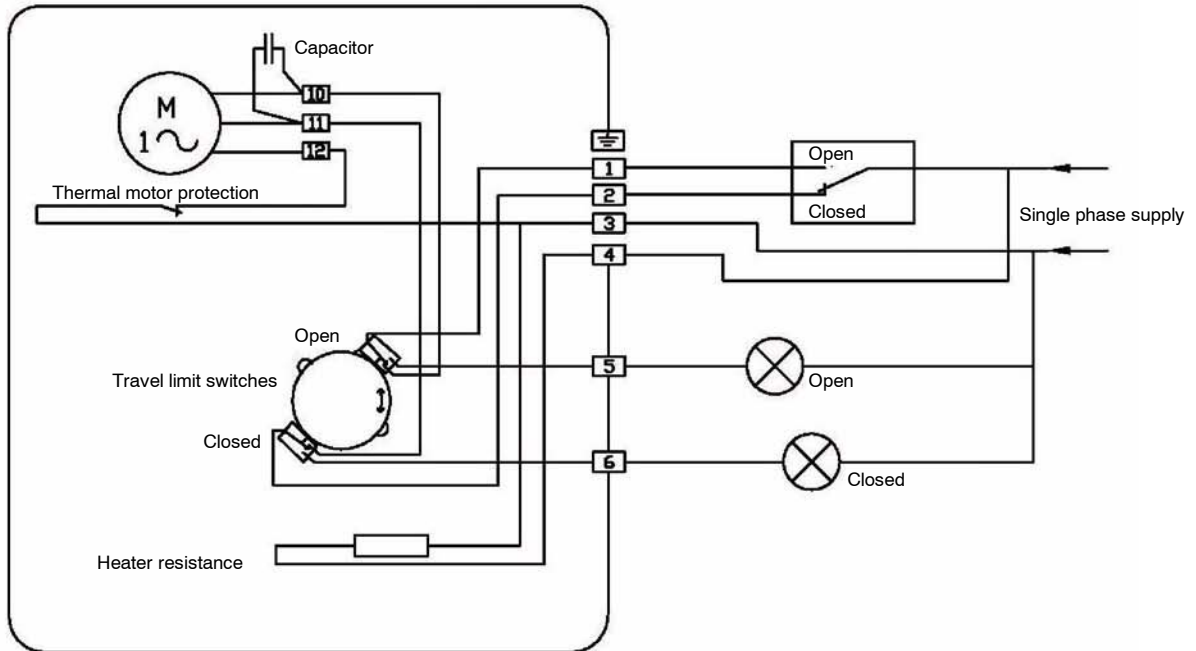 Capacitor
M
1
10
11
12
Thermal motor protection
1
2
3
4
5
6
Open
Closed
Single phase supply
Open
Travel limit switches
Closed
Open
Closed
Heater resistance